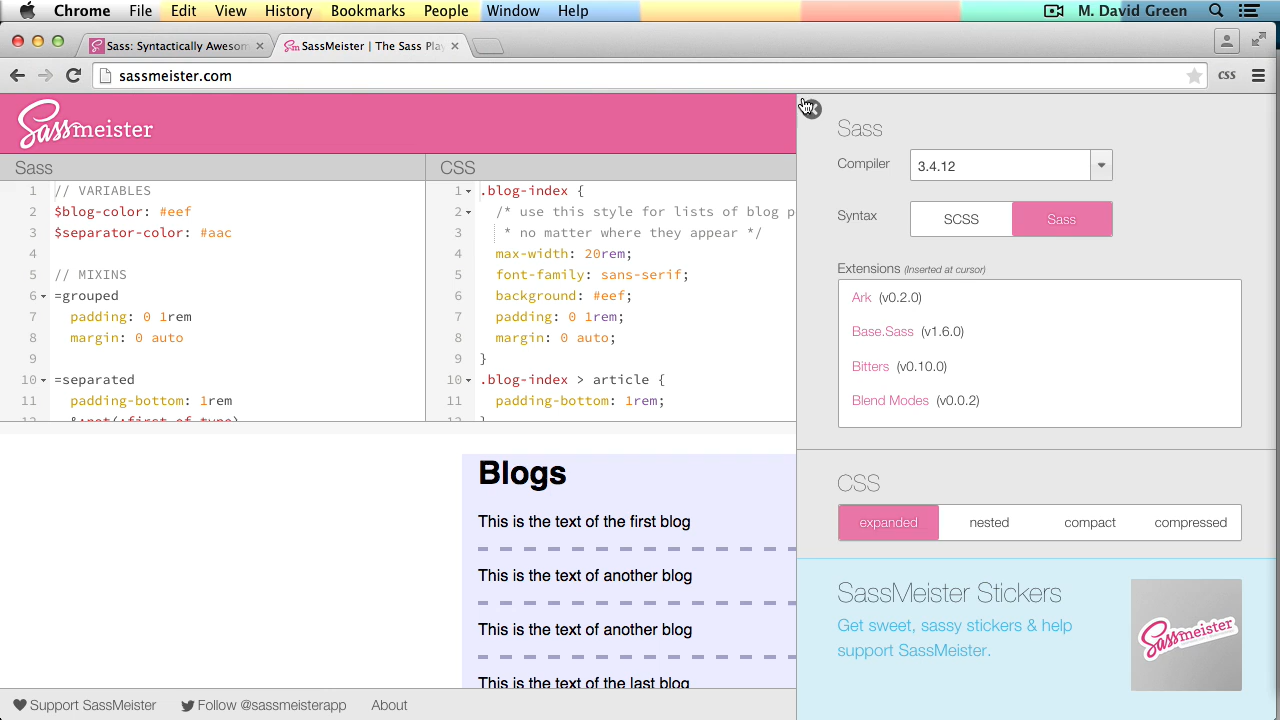 Chrome File Edit View History Bookmarks People Window Help M. David Green
Sass: Syntactically Awesom
SassMeister | The Sass Play
sassmeister.com
CSS
Sassmeister
Sass
CSS
1 // VARIABLES
2 $blog-color: #eef
3 $separator-color: #aac
4
5 // MIXINS
6 =grouped
7 padding: 0 1rem
8 margin: 0 auto
9
10 =separated
11 padding-bottom: 1rem
12 &:not(:first-of-type)
1 .blog-index {
2 /* use this style for lists of blog p
3 * no matter where they appear */
4 max-width: 20rem;
5 font-family: sans-serif;
6 background: #eef;
7 padding: 0 1rem;
8 margin: 0 auto;
9 }
10 .blog-index > article {
11 padding-bottom: 1rem;
12 }
Blogs
This is the text of the first blog
This is the text of another blog
This is the text of another blog
This is the text of the last blog
Support SassMeister Follow @sassmeisterapp About
Sass
Compiler 3.4.12
Syntax SCSS Sass
Extensions (Inserted at cursor)
Ark (v0.2.0)
Base.Sass (v1.6.0)
Bitters (v0.10.0)
Blend Modes (v0.0.2)
CSS
expanded nested compact compressed
SassMeister Stickers
Get sweet, sassy stickers & help
support SassMeister.
Sassmeister